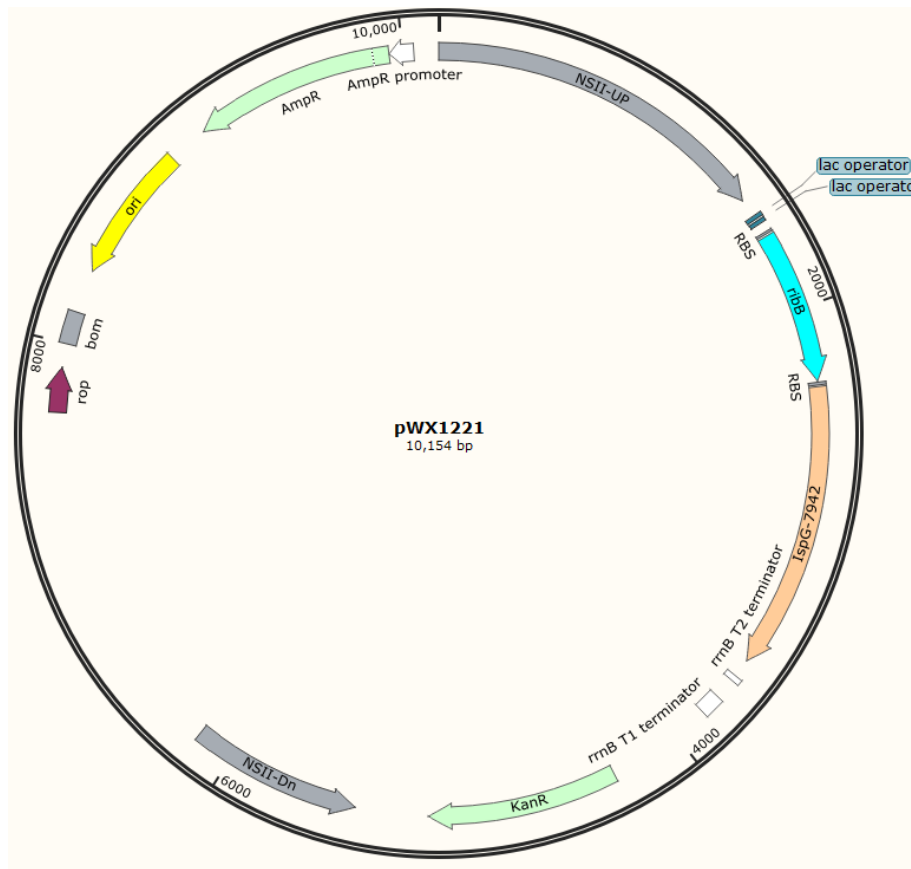 10,000
AmpR promoter
AmpR
NSII-UP
lac operator
lac operato
RBS
ori
2000
ribB
bom
8000
rop
RBS
pWX1221
10,154 bp
IspG-7942
rrnB T2 terminator
rrnB T1 terminator
4000
NSII-Dn
6000
KanR